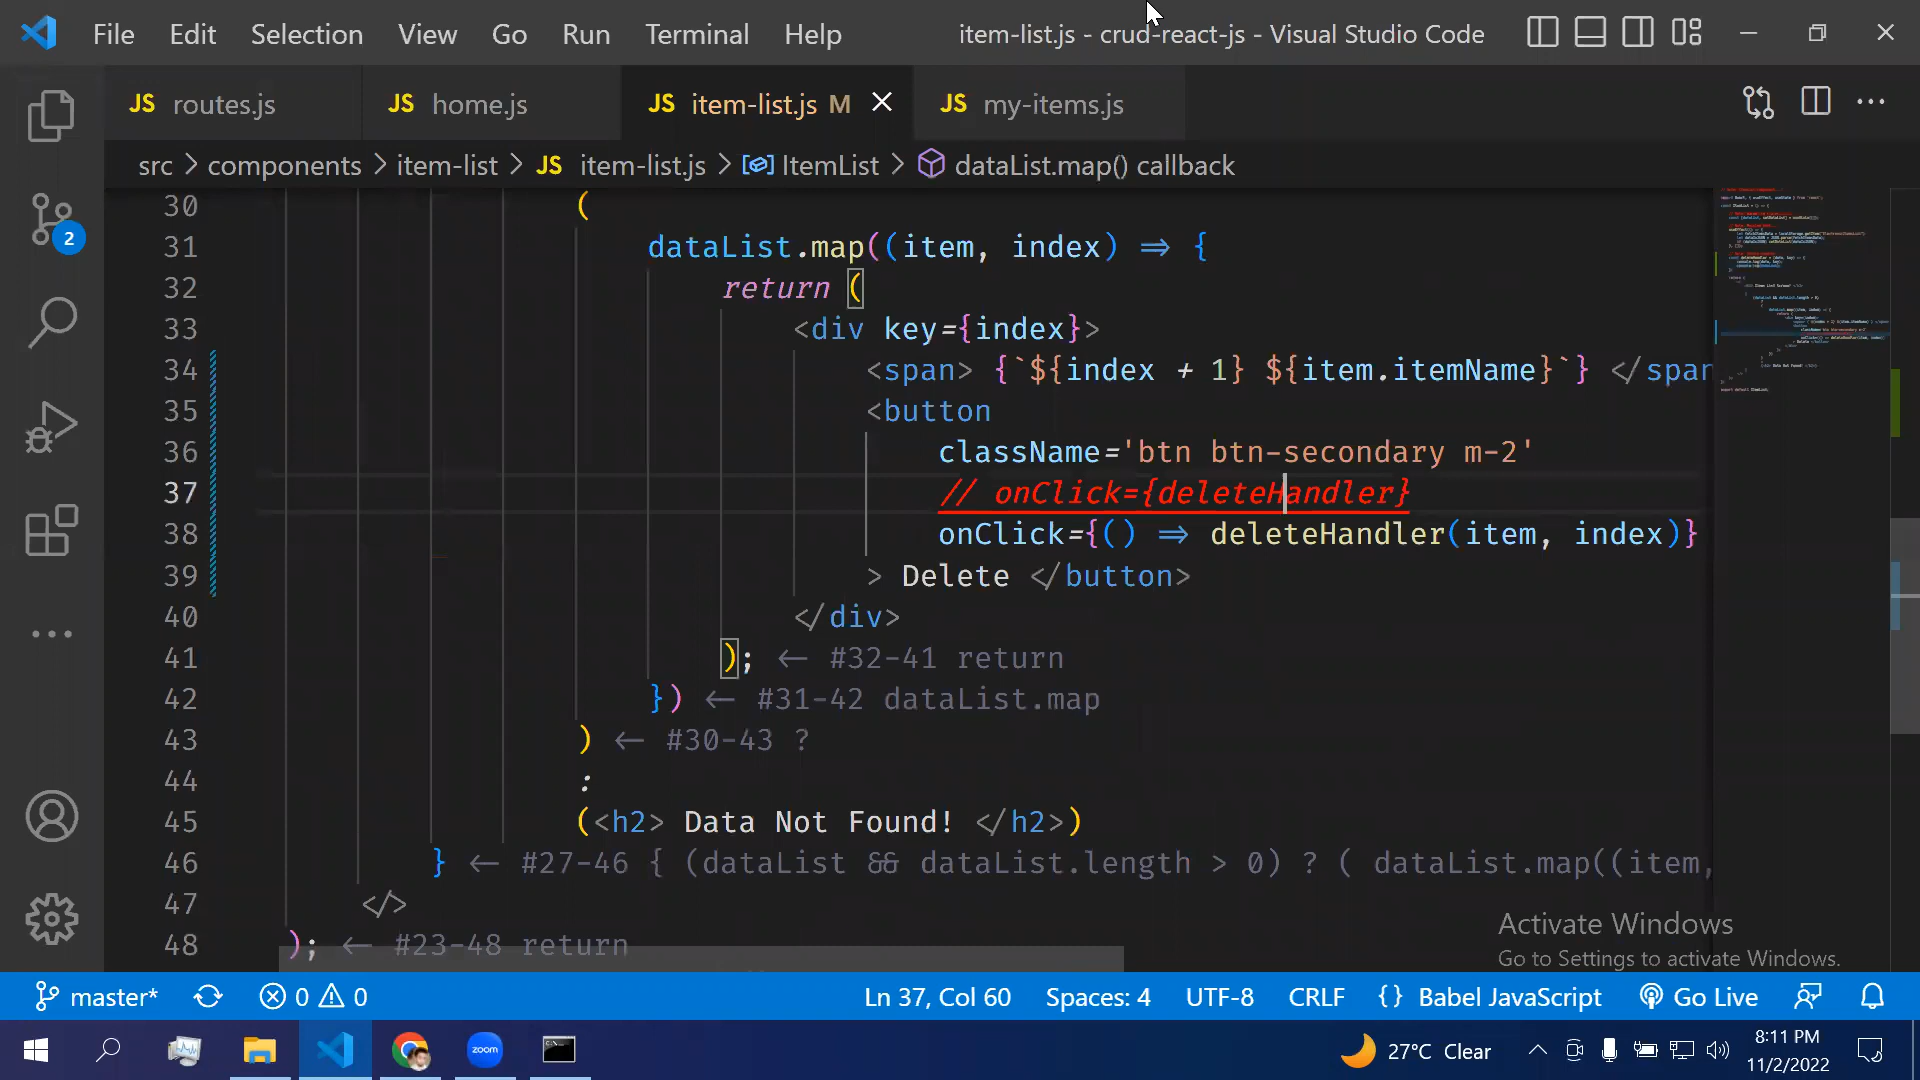 File Edit Selection View Go Run Terminal Help item-list.js - crud-react-js - Visual Studio Code
JS routes.js JS home.js JS item-list.js M JS my-items.js
src > components > item-list > JS item-list.js > ItemList > dataList.map() callback
30 (
31 dataList.map((item, index) => {
32 return (
33 <div key={index}>
34 <span> {`${index + 1} ${item.itemName}`} </span
35 <button
36 className='btn btn-secondary m-2'
37 // onClick={deleteHandler}
38 onClick={() => deleteHandler(item, index)}
39 > Delete </button>
40 </div>
41 ); <- #32-41 return
42 }) <- #31-42 dataList.map
43 ) <- #30-43 ?
44 :
45 (<h2> Data Not Found! </h2>)
46 } <- #27-46 { (dataList && dataList.length > 0) ? ( dataList.map((item,
47 </>
48 ); <- #23-48 return
2
Activate Windows
Go to Settings to activate Windows.
master* 0 0 Ln 37, Col 60 Spaces: 4 UTF-8 CRLF {} Babel JavaScript Go Live
zoom 27°C Clear 8:11 PM
11/2/2022